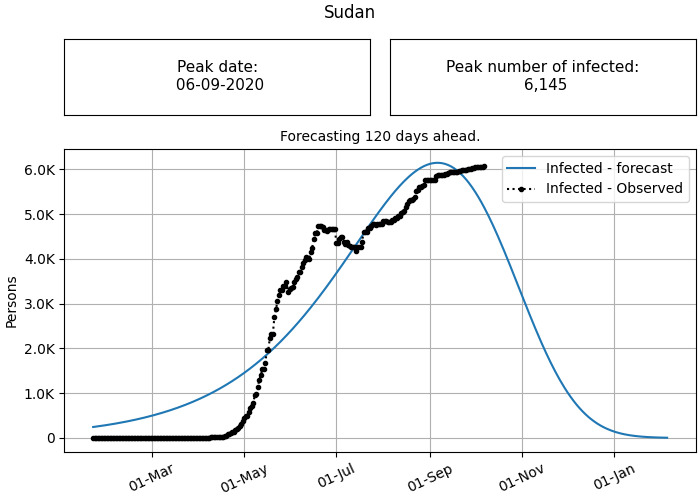 Sudan
Peak date:
06-09-2020
Peak number of infected:
6,145
Forecasting 120 days ahead.
Infected - forecast
Infected - Observed
6.0K
5.0K
4.0K
3.0K
2.0K
1.0K
0
Persons
01-Mar
01-May
01-Jul
01-Sep
01-Nov
01-Jan